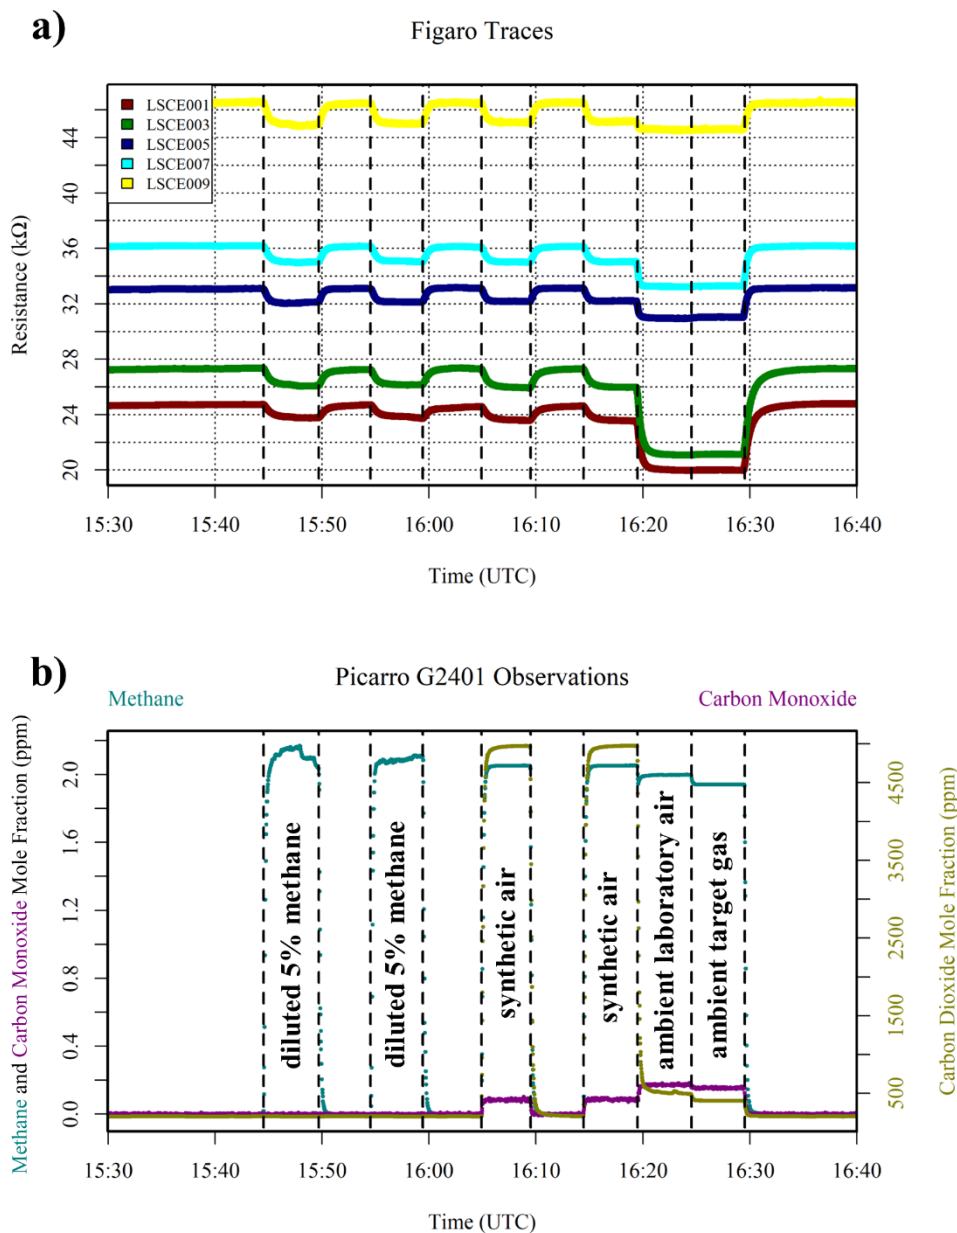 a)
Figaro Traces
LSCE001
LSCE003
LSCE005
LSCE007
LSCE009
Resistance (kΩ)
44
40
36
32
28
24
20
15:30 15:40 15:50 16:00 16:10 16:20 16:30 16:40
Time (UTC)
b)
Picarro G2401 Observations
Methane Carbon Monoxide
Methane and Carbon Monoxide Mole Fraction (ppm)
2.0
1.6
1.2
0.8
0.4
0.0
diluted 5% methane
diluted 5% methane
synthetic air
synthetic air
ambient laboratory air
ambient target gas
4500
3500
2500
1500
500
Carbon Dioxide Mole Fraction (ppm)
15:30 15:40 15:50 16:00 16:10 16:20 16:30 16:40
Time (UTC)